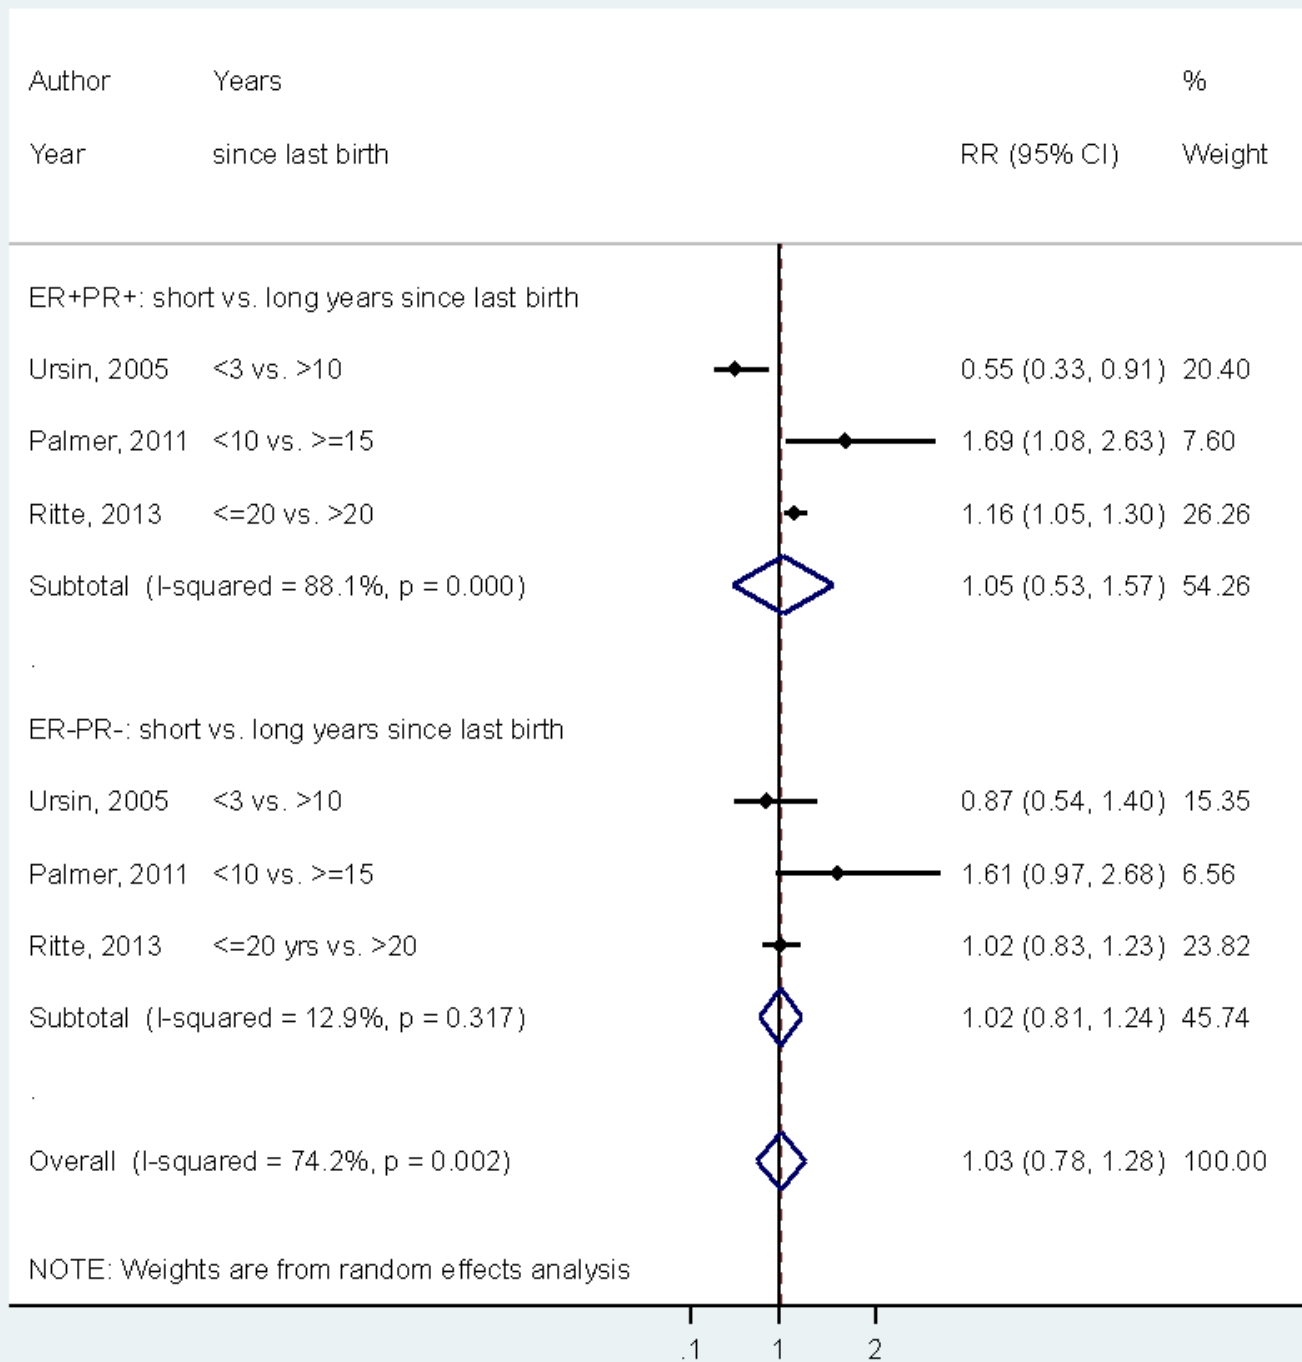 Author Years %
Year since last birth RR (95% CI) Weight
ER+PR+: short vs. long years since last birth
Ursin, 2005 <3 vs. >10 0.55 (0.33, 0.91) 20.40
Palmer, 2011 <10 vs. >=15 1.69 (1.08, 2.63) 7.60
Ritte, 2013 <=20 vs. >20 1.16 (1.05, 1.30) 26.26
Subtotal (I-squared = 88.1%, p = 0.000) 1.05 (0.53, 1.57) 54.26
.
ER-PR-: short vs. long years since last birth
Ursin, 2005 <3 vs. >10 0.87 (0.54, 1.40) 15.35
Palmer, 2011 <10 vs. >=15 1.61 (0.97, 2.68) 6.56
Ritte, 2013 <=20 yrs vs. >20 1.02 (0.83, 1.23) 23.82
Subtotal (I-squared = 12.9%, p = 0.317) 1.02 (0.81, 1.24) 45.74
.
Overall (I-squared = 74.2%, p = 0.002) 1.03 (0.78, 1.28) 100.00
NOTE: Weights are from random effects analysis
.1 1 2